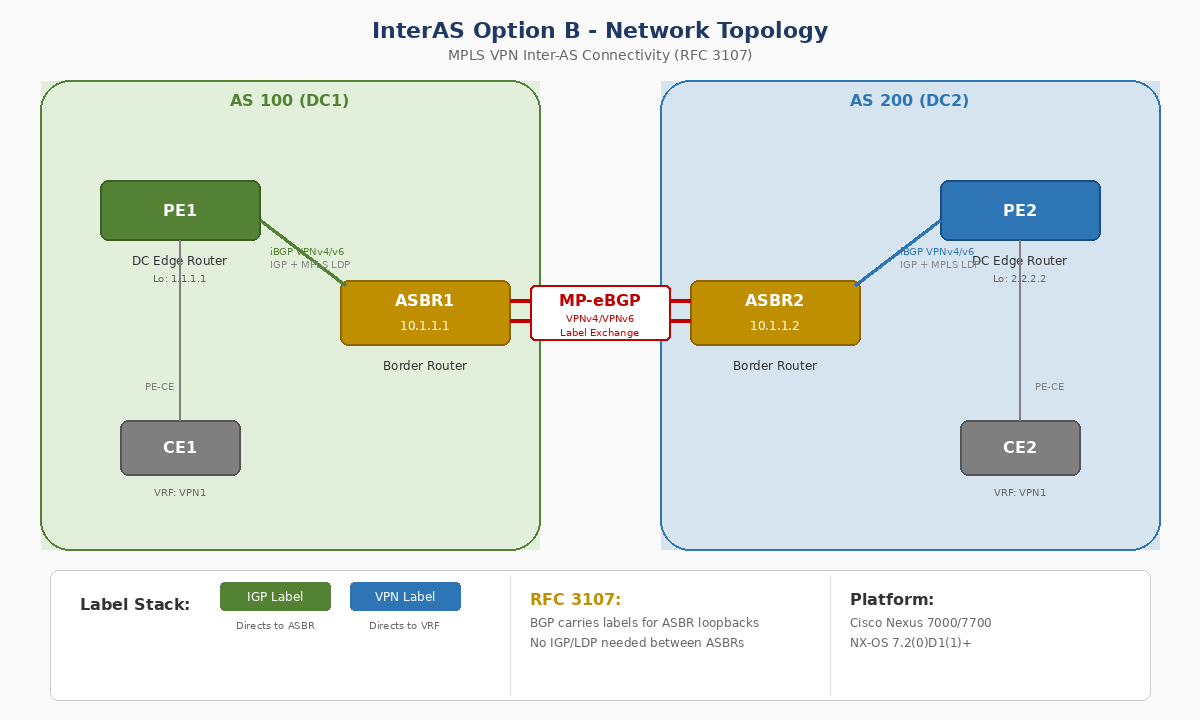 InterAS Option B - Network Topology
MPLS VPN Inter-AS Connectivity (RFC 3107)
AS 100 (DC1)
AS 200 (DC2)
PE1
DC Edge Router
Lo: 1.1.1.1
iBGP VPNv4/v6
IGP + MPLS LDP
ASBR1
10.1.1.1
Border Router
MP-eBGP
VPNv4/VPNv6
Label Exchange
ASBR2
10.1.1.2
Border Router
iBGP VPNv4/v6
IGP + MPLS LDP
PE2
DC Edge Router
Lo: 2.2.2.2
PE-CE
CE1
VRF: VPN1
PE-CE
CE2
VRF: VPN1
Label Stack:
IGP Label
Directs to ASBR
VPN Label
Directs to VRF
RFC 3107:
BGP carries labels for ASBR loopbacks
No IGP/LDP needed between ASBRs
Platform:
Cisco Nexus 7000/7700
NX-OS 7.2(0)D1(1)+